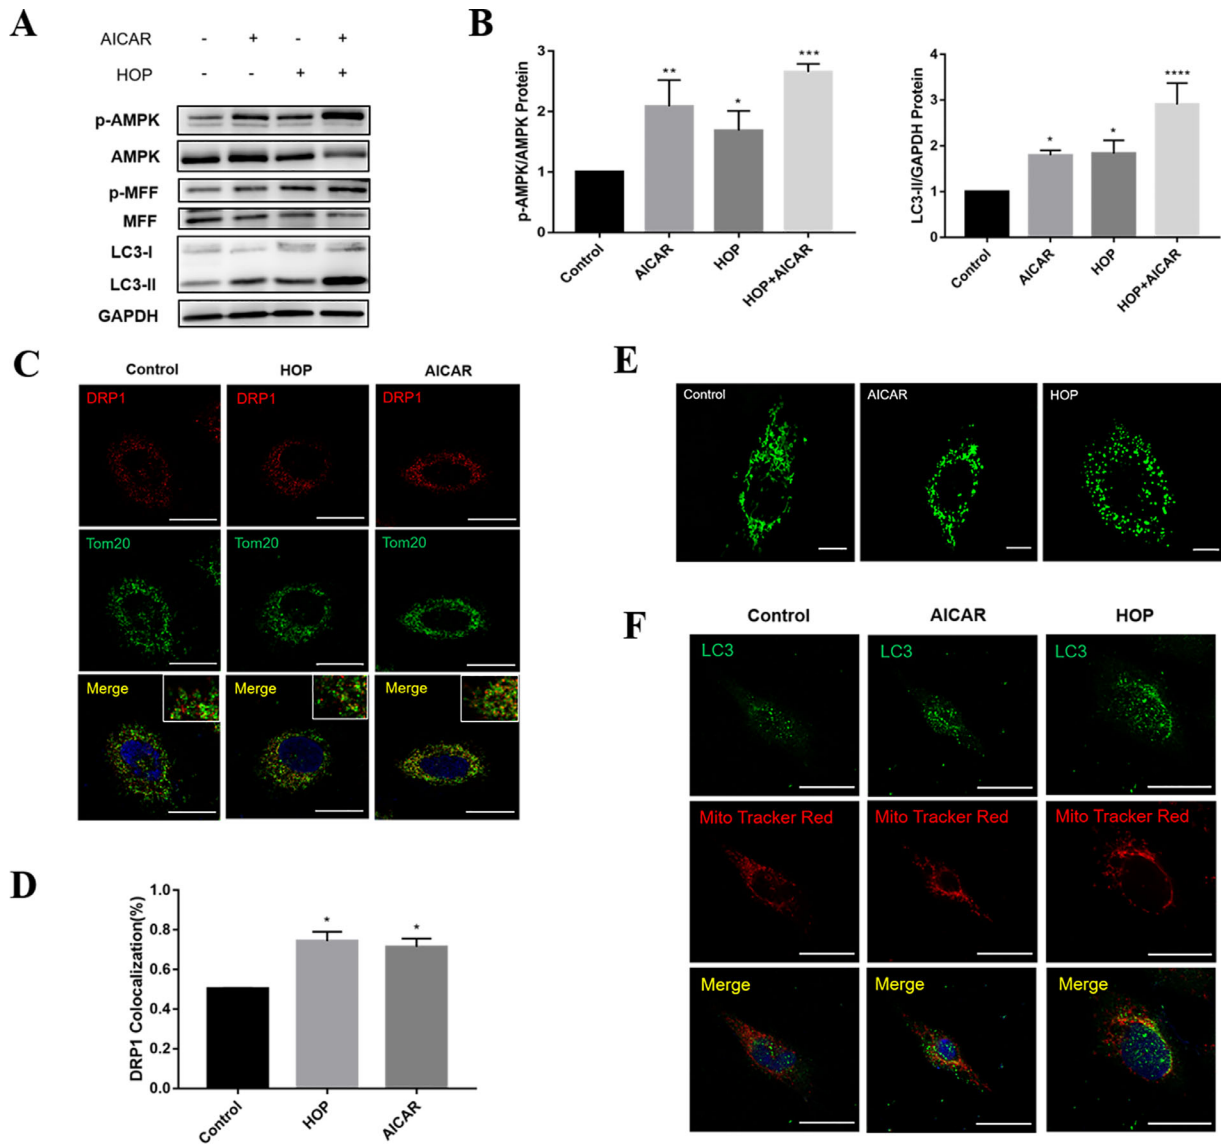 A
AICAR - + - +
HOP - - + +
p-AMPK
AMPK
p-MFF
MFF
LC3-I
LC3-II
GAPDH
B
p-AMPK/AMPK Protein
3
2
1
0
** * ***
Control AICAR HOP HOP+AICAR
LC3-II/GAPDH Protein
4
3
2
1
0
* * ****
Control AICAR HOP HOP+AICAR
C
Control HOP AICAR
DRP1 DRP1 DRP1
Tom20 Tom20 Tom20
Merge Merge Merge
D
DRP1 Colocalization(%)
1.0
0.8
0.6
0.4
0.2
0.0
* *
Control HOP AICAR
E
Control AICAR HOP
F
Control AICAR HOP
LC3 LC3 LC3
Mito Tracker Red Mito Tracker Red Mito Tracker Red
Merge Merge Merge